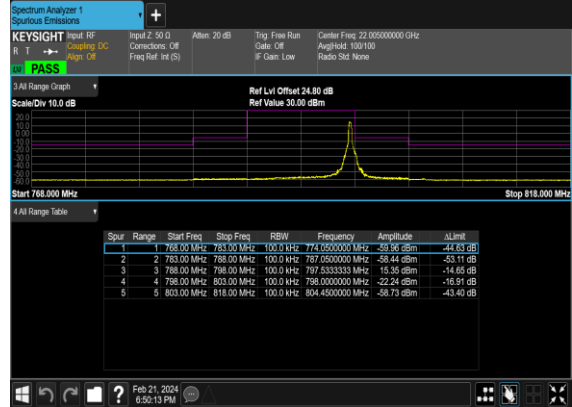 Spectrum Analyzer 1
Spurious Emissions
+
KEYSIGHT Input: RF Input Z: 50 Ω Atten: 20 dB Trig: Free Run Center Freq: 22.005000000 GHz
R T Coupling: DC Corrections: Off Gate: Off Avg|Hold: 100/100
Align: Off Freq Ref: Int (S) IF Gain: Low Radio Std: None
PASS
3 All Range Graph
Ref Lvl Offset 24.80 dB
Scale/Div 10.0 dB Ref Value 30.00 dBm
20.0
10.0
0.00
-10.0
-20.0
-30.0
-40.0
-50.0
-60.0
Start 768.000 MHz Stop 818.000 MHz
4 All Range Table
Spur Range Start Freq Stop Freq RBW Frequency Amplitude ΔLimit
1 1 768.00 MHz 783.00 MHz 100.0 kHz 774.0500000 MHz -59.96 dBm -44.63 dB
2 2 783.00 MHz 788.00 MHz 100.0 kHz 787.0500000 MHz -58.44 dBm -53.11 dB
3 3 788.00 MHz 798.00 MHz 100.0 kHz 797.5333333 MHz 15.35 dBm -14.65 dB
4 4 798.00 MHz 803.00 MHz 100.0 kHz 798.0000000 MHz -22.24 dBm -16.91 dB
5 5 803.00 MHz 818.00 MHz 100.0 kHz 804.4500000 MHz -58.73 dBm -43.40 dB
? Feb 21, 2024
6:50:13 PM